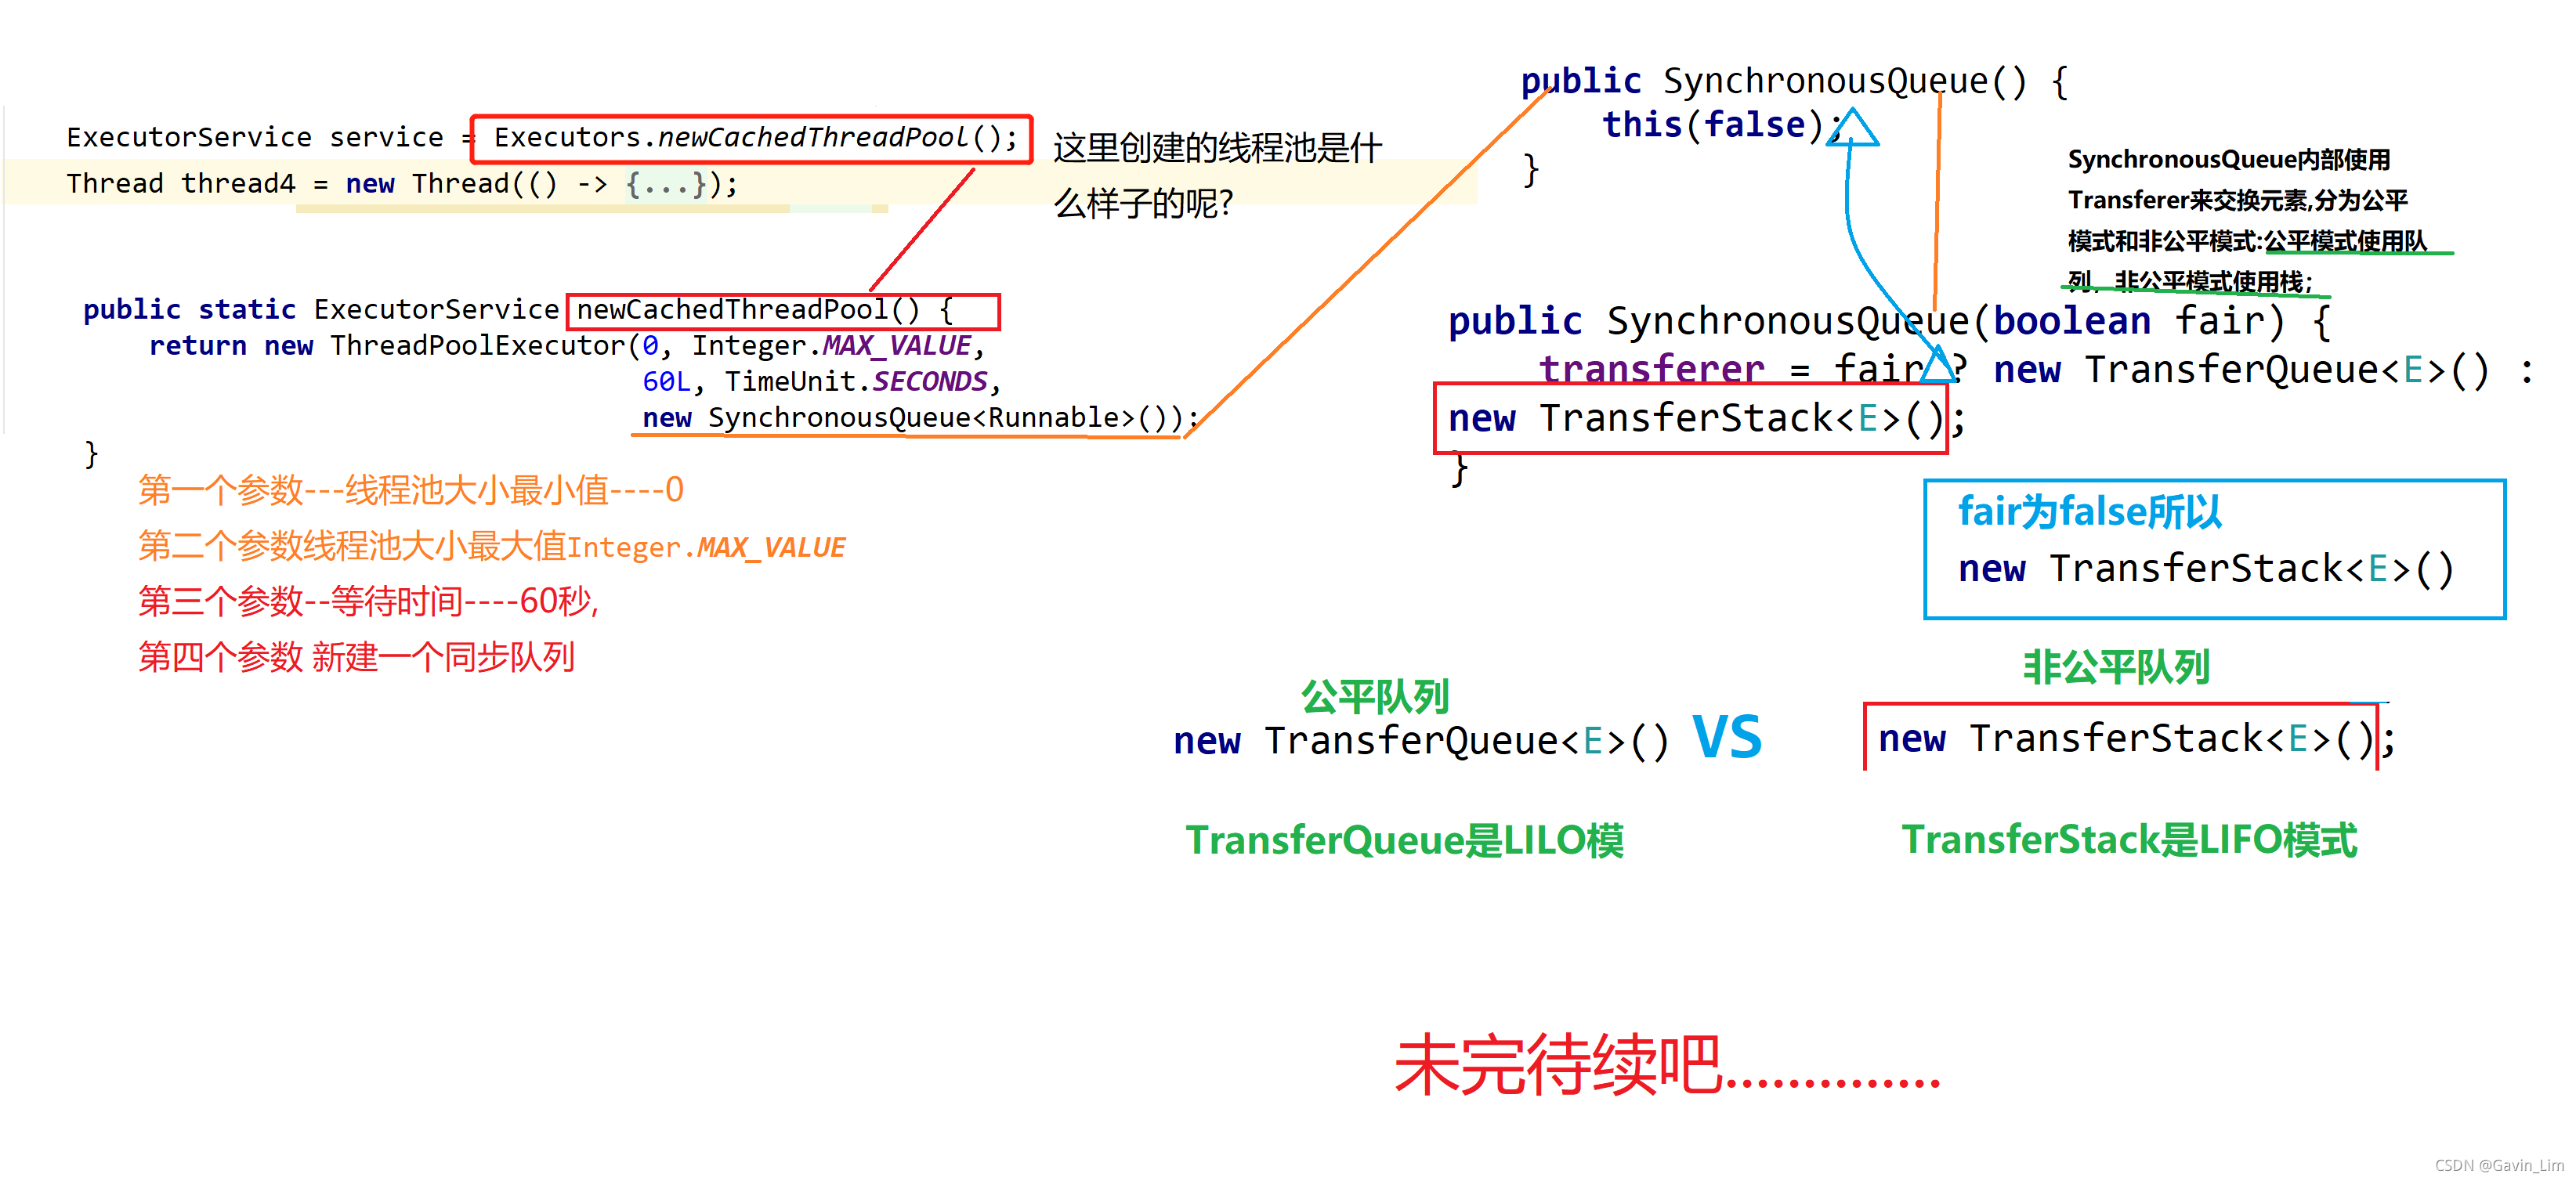 ExecutorService service = Executors.newCachedThreadPool();
Thread thread4 = new Thread(() -> {...});
这里创建的线程池是什
么样子的呢?
public static ExecutorService newCachedThreadPool() {
return new ThreadPoolExecutor(0, Integer.MAX_VALUE,
60L, TimeUnit.SECONDS,
new SynchronousQueue<Runnable>());
}
第一个参数---线程池大小最小值----0
第二个参数线程池大小最大值Integer.MAX_VALUE
第三个参数--等待时间----60秒,
第四个参数 新建一个同步队列
public SynchronousQueue() {
this(false);
}
SynchronousQueue内部使用
Transferer来交换元素,分为公平
模式和非公平模式:公平模式使用队
列，非公平模式使用栈；
public SynchronousQueue(boolean fair) {
transferer = fair ? new TransferQueue<E>() :
new TransferStack<E>();
}
fair为false所以
new TransferStack<E>()
公平队列
new TransferQueue<E>()
VS
非公平队列
new TransferStack<E>();
TransferQueue是LILO模
TransferStack是LIFO模式
未完待续吧..............
CSDN @Gavin_Lim